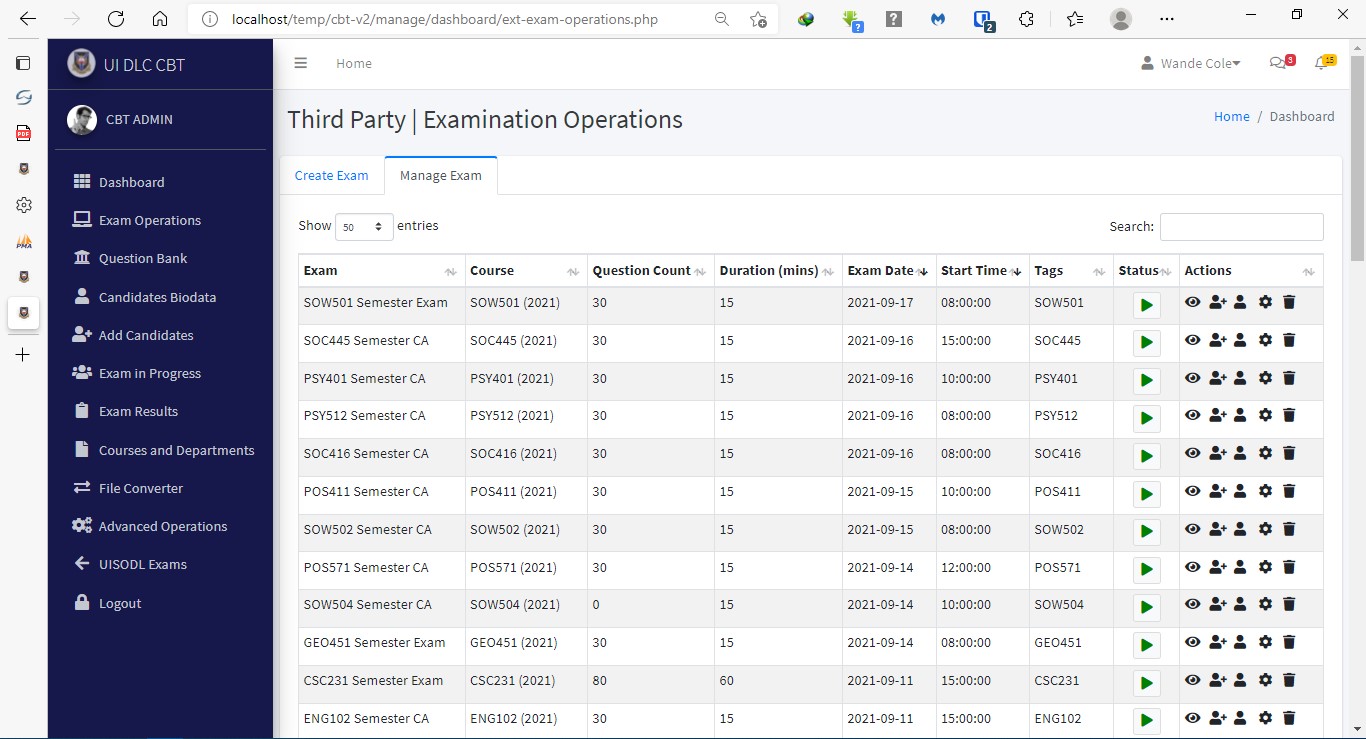 localhost/temp/cbt-v2/manage/dashboard/ext-exam-operations.php
? ? 2
UI DLC CBT
Home
Wande Cole
3
15
CBT ADMIN
Third Party | Examination Operations
Home / Dashboard
PDF
PMA
Dashboard
Exam Operations
Question Bank
Candidates Biodata
Add Candidates
Exam in Progress
Exam Results
Courses and Departments
File Converter
Advanced Operations
UISODL Exams
Logout
Create Exam
Manage Exam
Show 50 entries
Search:
Exam Course Question Count Duration (mins) Exam Date Start Time Tags Status Actions
SOW501 Semester Exam SOW501 (2021) 30 15 2021-09-17 08:00:00 SOW501
SOC445 Semester CA SOC445 (2021) 30 15 2021-09-16 15:00:00 SOC445
PSY401 Semester CA PSY401 (2021) 30 15 2021-09-16 10:00:00 PSY401
PSY512 Semester CA PSY512 (2021) 30 15 2021-09-16 08:00:00 PSY512
SOC416 Semester CA SOC416 (2021) 30 15 2021-09-16 08:00:00 SOC416
POS411 Semester CA POS411 (2021) 30 15 2021-09-15 10:00:00 POS411
SOW502 Semester CA SOW502 (2021) 30 15 2021-09-15 08:00:00 SOW502
POS571 Semester CA POS571 (2021) 30 15 2021-09-14 12:00:00 POS571
SOW504 Semester CA SOW504 (2021) 0 15 2021-09-14 10:00:00 SOW504
GEO451 Semester Exam GEO451 (2021) 30 15 2021-09-14 08:00:00 GEO451
CSC231 Semester Exam CSC231 (2021) 80 60 2021-09-11 15:00:00 CSC231
ENG102 Semester CA ENG102 (2021) 30 15 2021-09-11 15:00:00 ENG102